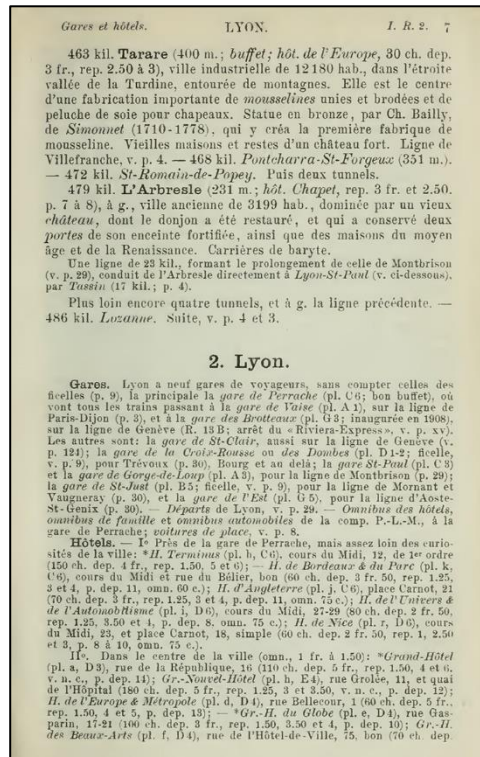 Gares et hôtels. LYON. I. R. 2. 7
463 kil. Tarare (400 m.; buffet; hôt. de l'Europe, 30 ch. dep.
3 fr., rep. 2.50 à 3), ville industrielle de 12 180 hab., dans l'étroite
vallée de la Turdine, entourée de montagnes. Elle est le centre
d'une fabrication importante de mousselines unies et brodées et de
peluche de soie pour chapeaux. Statue en bronze, par Ch. Bailly,
de Simonnet (1710-1778), qui y créa la première fabrique de
mousseline. Vieilles maisons et restes d'un château fort. Ligne de
Villefranche, v. p. 4. — 468 kil. Pontcharra-St-Forgeux (351 m.).
— 472 kil. St-Romain-de-Popey. Puis deux tunnels.
479 kil. L'Arbresle (231 m.; hôt. Chapet, rep. 3 fr. et 2.50.
p. 7 à 8), à g., ville ancienne de 3199 hab., dominée par un vieux
château, dont le donjon a été restauré, et qui a conservé deux
portes de son enceinte fortifiée, ainsi que des maisons du moyen
âge et de la Renaissance. Carrières de baryte.
Une ligne de 23 kil., formant le prolongement de celle de Montbrison
(v. p. 29), conduit de l'Arbresle directement à Lyon-St-Paul (v. ci-dessous),
par Tassin (17 kil.; p. 4).
Plus loin encore quatre tunnels, et à g. la ligne précédente. —
486 kil. Lozanne. Suite, v. p. 4 et 3.
2. Lyon.
Gares. Lyon a neuf gares de voyageurs, sans compter celles des
ficelles (p. 9), la principale la gare de Perrache (pl. C 6; bon buffet), où
vont tous les trains passant à la gare de Vaise (pl. A 1), sur la ligne de
Paris-Dijon (p. 3), et à la gare des Brotteaux (pl. G 3; inaugurée en 1908),
sur la ligne de Genève (R. 13 B; arrêt du « Riviera-Express », v. p. xv).
Les autres sont: la gare de St-Clair, aussi sur la ligne de Genève (v.
p. 124); la gare de la Croix-Rousse ou des Dombes (pl. D 1-2; ficelle,
v. p. 9), pour Trévoux (p. 30), Bourg et au delà; la gare St-Paul (pl. C 3)
et la gare de Gorge-de-Loup (pl. A 3), pour la ligne de Montbrison (p. 29);
la gare de St-Just (pl. B 5; ficelle, v. p. 9), pour la ligne de Mornant et
Vaugneray (p. 30), et la gare de l'Est (pl. G 5), pour la ligne d'Aoste-
St-Genix (p. 30). — Départs de Lyon, v. p. 29. — Omnibus des hôtels,
omnibus de famille et omnibus automobiles de la comp. P.-L.-M., à la
gare de Perrache; voitures de place, v. p. 8.
Hôtels. — I° Près de la gare de Perrache, mais assez loin des curio-
sités de la ville: *H. Terminus (pl. b, C 6), cours du Midi, 12, de 1er ordre
(150 ch. dep. 4 fr., rep. 1.50, 5 et 6); — H. de Bordeaux & du Parc (pl. k,
C 6), cours du Midi et rue du Bélier, bon (60 ch. dep. 3 fr. 50, rep. 1.25,
3 et 4, p. dep. 11, omn. 60 c.); H. d'Angleterre (pl. j, C 6), place Carnot, 21
(70 ch. dep. 3 fr., rep. 1.25, 3 et 4, p. dep. 11, omn. 75 c.); H. de l'Univers &
de l'Automobilisme (pl. i, D 6), cours du Midi, 27-29 (80 ch. dep. 2 fr. 50,
rep. 1.25, 3.50 et 4, p. dep. 8, omn. 75 c.); H. de Nice (pl. r, D 6), cours
du Midi, 23, et place Carnot, 18, simple (60 ch. dep. 2 fr. 50, rep. 1, 2.50
et 3, p. 8 à 10, omn. 75 c.).
II°. Dans le centre de la ville (omn., 1 fr. à 1.50): *Grand-Hôtel
(pl. a, D 3), rue de la République, 16 (110 ch. dep. 5 fr., rep. 1.50, 4 et 6.
v. n. c., p. dep. 14); Gr.-Nouvel-Hôtel (pl. h, E 4), rue Grolée, 11, et quai
de l'Hôpital (180 ch. dep. 5 fr., rep. 1.25, 3 et 3.50, v. n. c., p. dep. 12);
H. de l'Europe & Métropole (pl. d, D 4), rue Bellecour, 1 (60 ch. dep. 5 fr.,
rep. 1.50, 4 et 5, p. dep. 13); — *Gr.-H. du Globe (pl. e, D 4), rue Gas-
parin, 17-21 (100 ch. dep. 3 fr., rep. 1.50, 3.50 et 4, p. dep. 10); Gr.-H.
des Beaux-Arts (pl. f, D 4), rue de l'Hôtel-de-Ville, 75, bon (70 ch. dep.